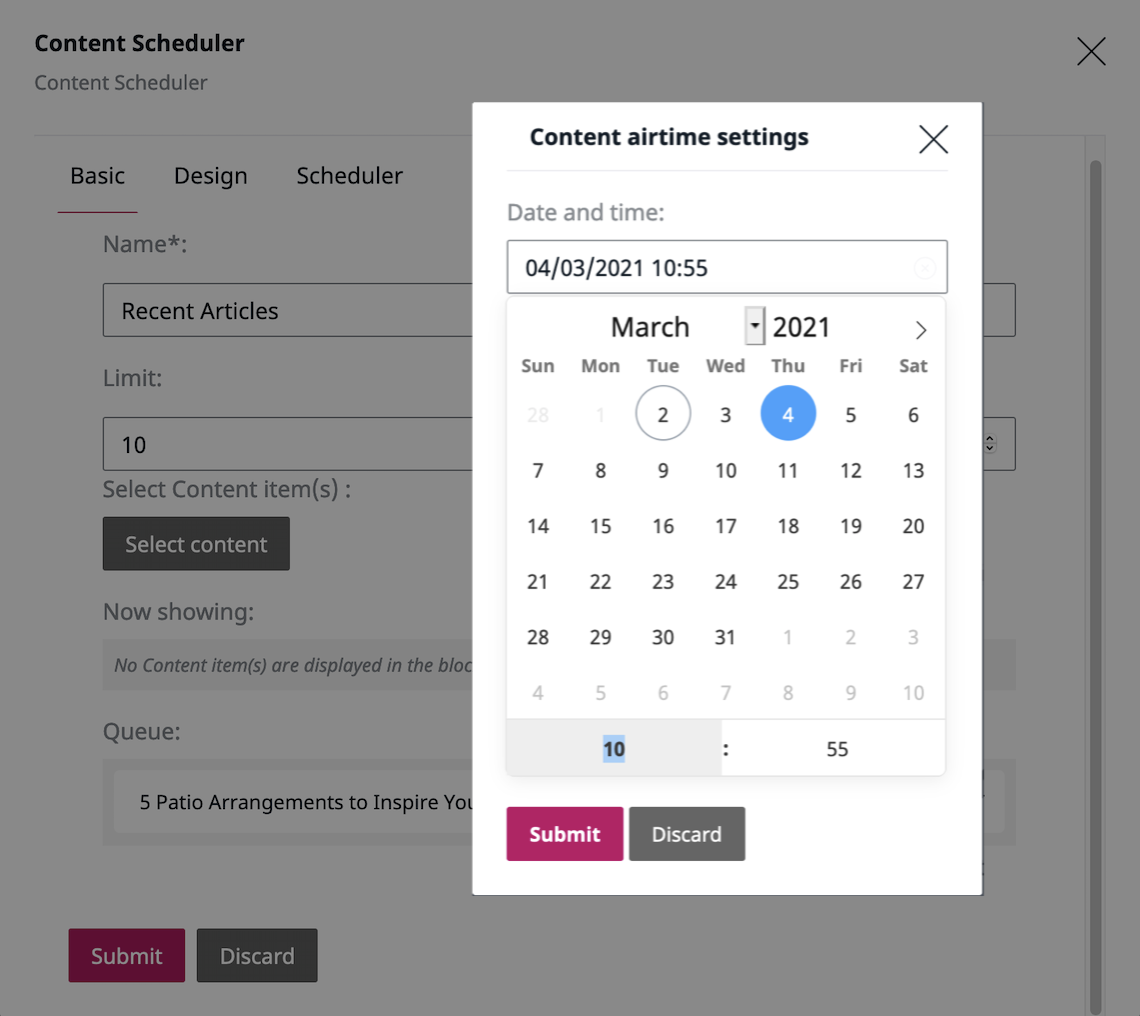 Content Scheduler
Content Scheduler
Basic Design Scheduler
Name*:
Recent Articles
Limit:
10
Select Content item(s) :
Select content
Now showing:
No Content item(s) are displayed in the bloc
Queue:
5 Patio Arrangements to Inspire You
Submit Discard
Content airtime settings
Date and time:
04/03/2021 10:55
March 2021
Sun Mon Tue Wed Thu Fri Sat
28 1 2 3 4 5 6
7 8 9 10 11 12 13
14 15 16 17 18 19 20
21 22 23 24 25 26 27
28 29 30 31 1 2 3
4 5 6 7 8 9 10
10 : 55
Submit Discard